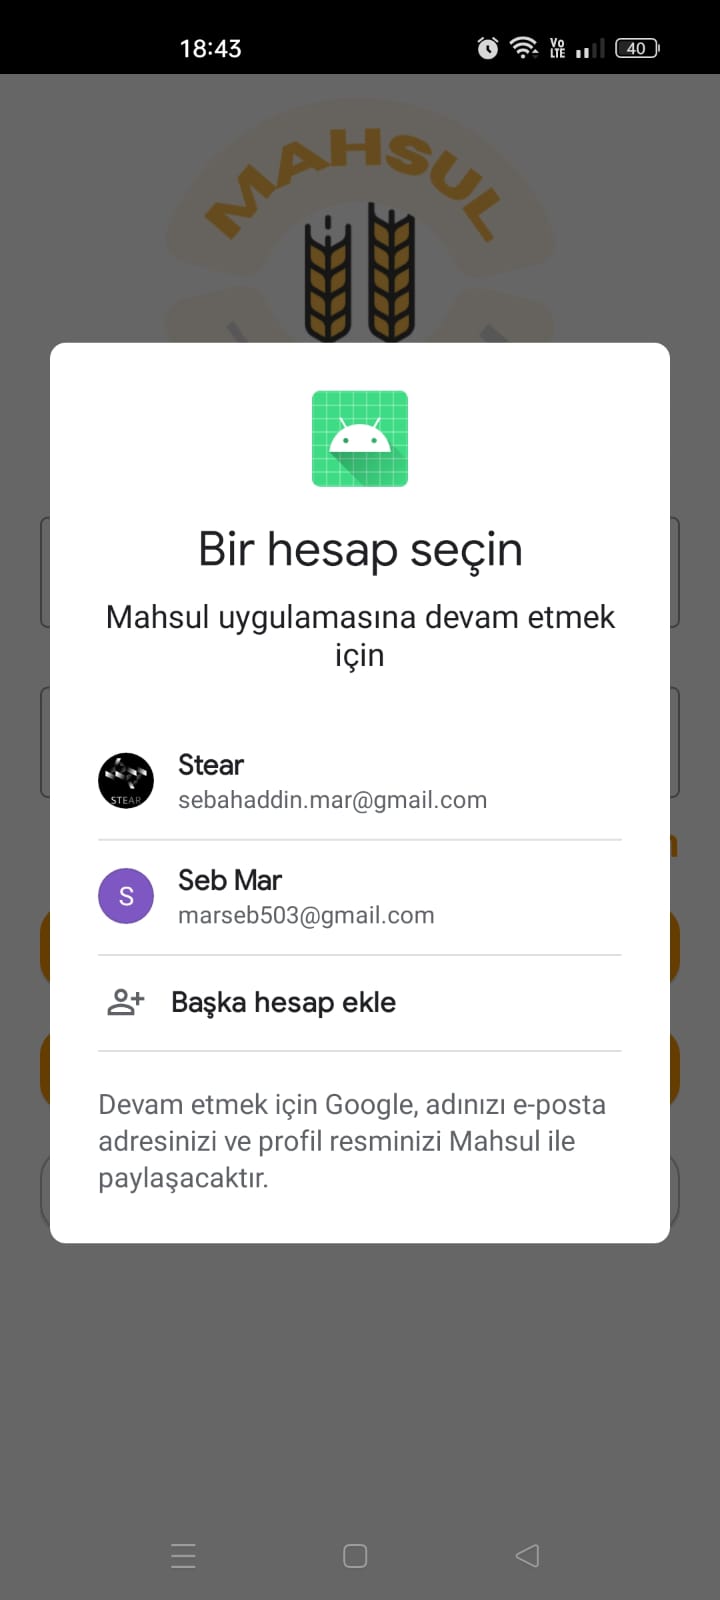 18:43
Vo
LTE
40
MAHSUL
Bir hesap seçin
Mahsul uygulamasına devam etmek
için
STEAR
Stear
sebahaddin.mar@gmail.com
S
Seb Mar
marseb503@gmail.com
Başka hesap ekle
Devam etmek için Google, adınızı e-posta
adresinizi ve profil resminizi Mahsul ile
paylaşacaktır.